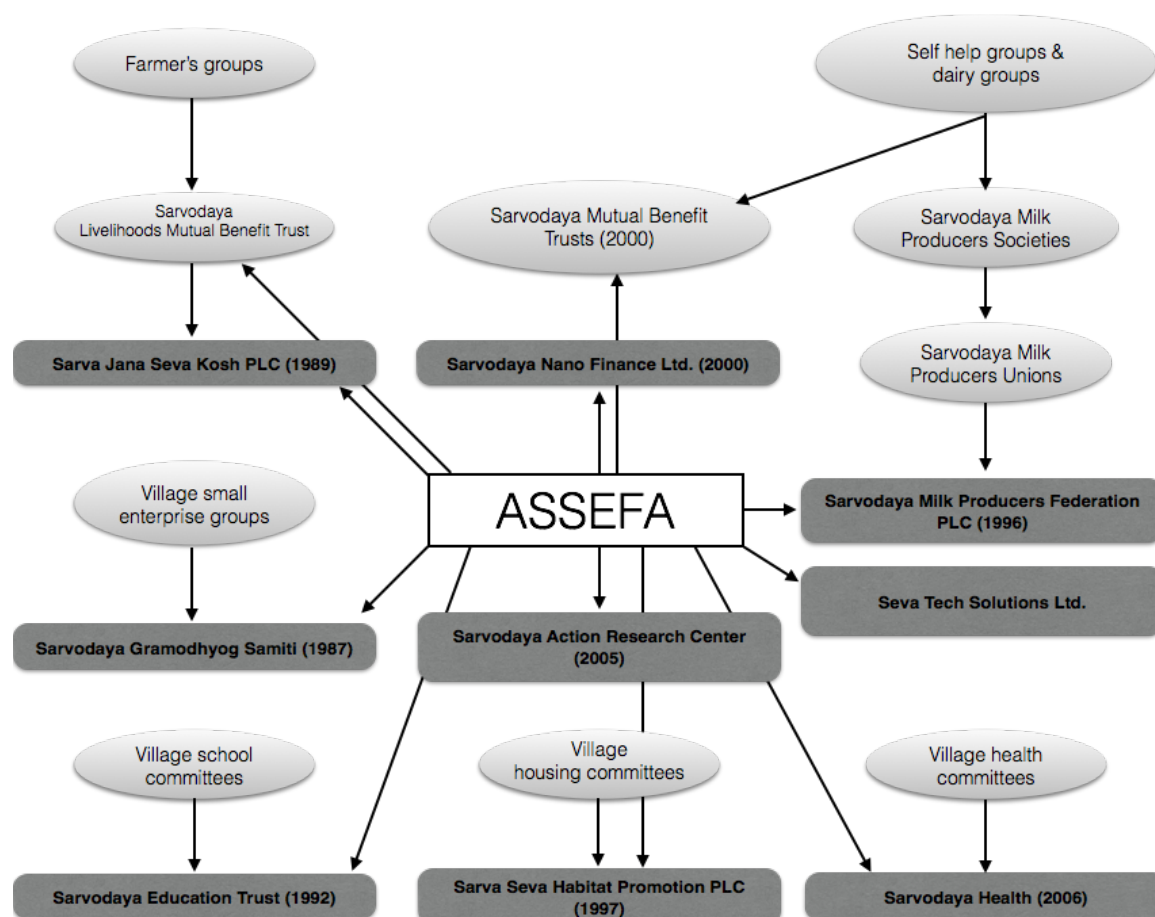 Farmer's groups
Self help groups &
dairy groups
Sarvodaya
Livelihoods Mutual Benefit Trust
Sarvodaya Mutual Benefit
Trusts (2000)
Sarvodaya Milk
Producers Societies
Sarva Jana Seva Kosh PLC (1989)
Sarvodaya Nano Finance Ltd. (2000)
Sarvodaya Milk
Producers Unions
Village small
enterprise groups
ASSEFA
Sarvodaya Milk Producers Federation
PLC (1996)
Seva Tech Solutions Ltd.
Sarvodaya Gramodhyog Samiti (1987)
Sarvodaya Action Research Center
(2005)
Village school
committees
Village
housing committees
Village health
committees
Sarvodaya Education Trust (1992)
Sarva Seva Habitat Promotion PLC
(1997)
Sarvodaya Health (2006)